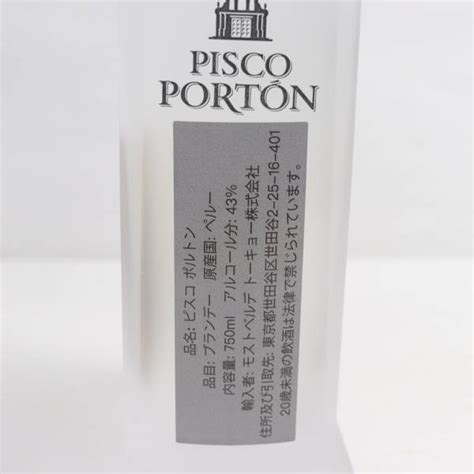 PISCO
PORTÓN
品名: ピスコ ポルトン
品目: ブランデー 原産国: ペルー
内容量: 750ml アルコール分: 43%
輸入者: モストベルデ トーキョー株式会社
住所及び引取先: 東京都世田谷区世田谷2-25-16-401
20歳未満の飲酒は法律で禁じられています。